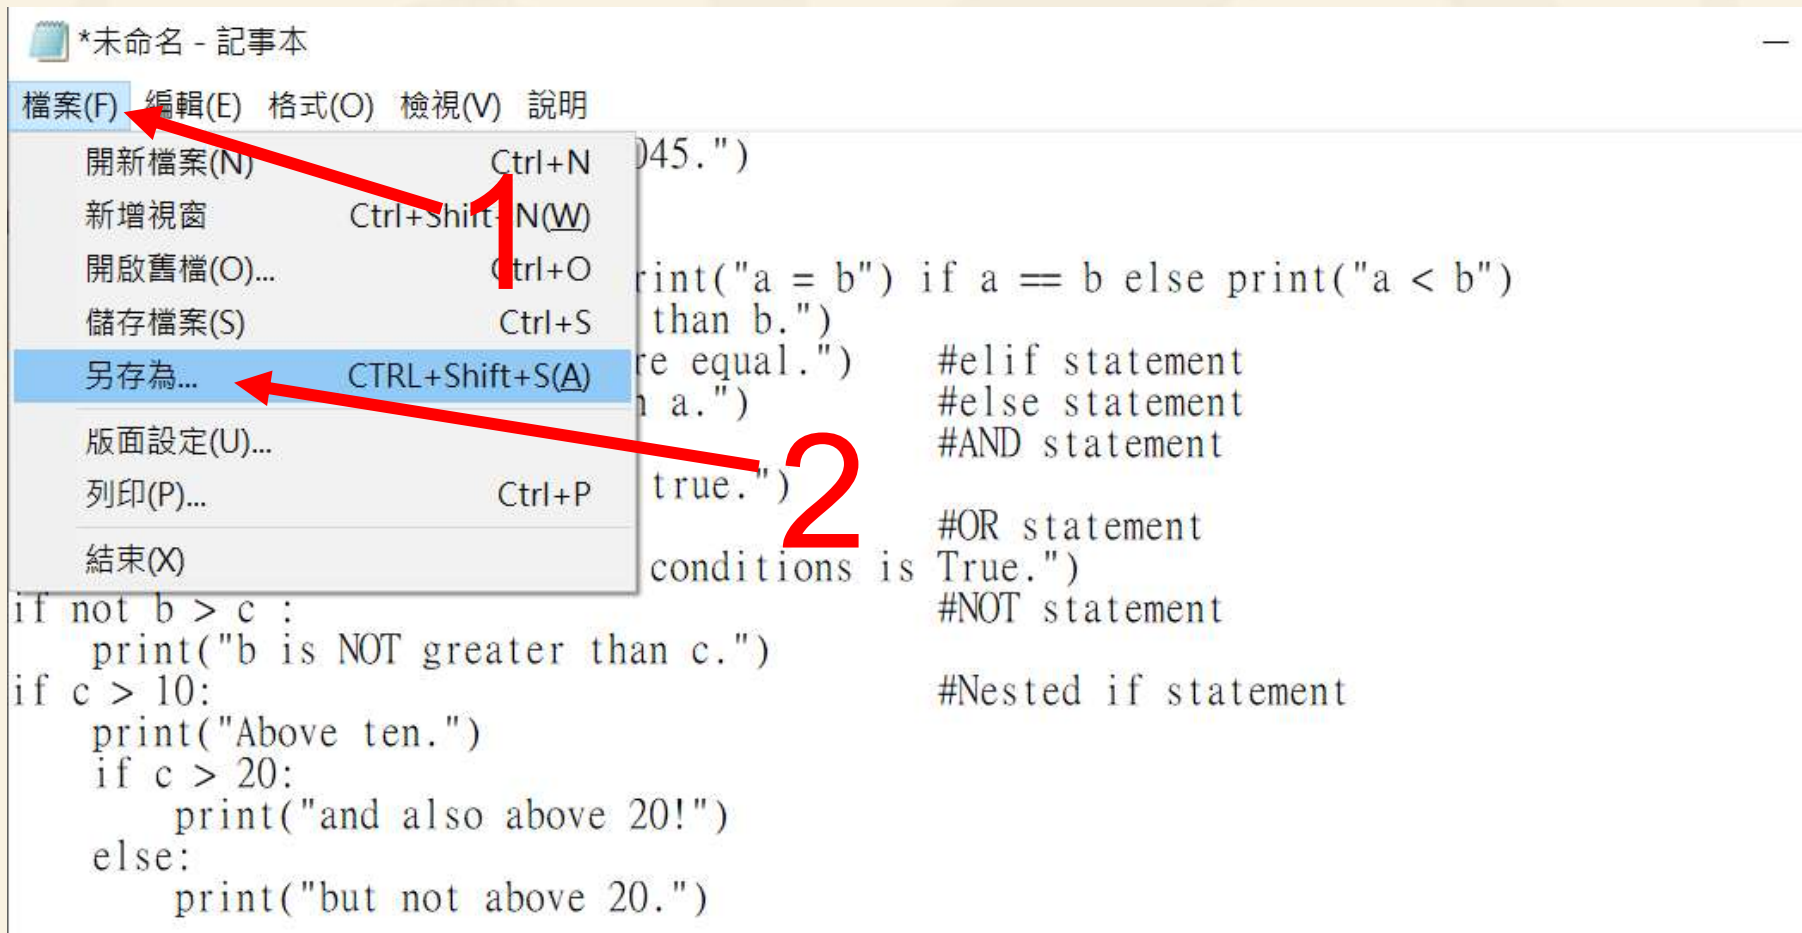 *未命名 - 記事本
檔案(F) 編輯(E) 格式(O) 檢視(V) 說明
開新檔案(N) Ctrl+N
新增視窗 Ctrl+Shift+N(W)
開啟舊檔(O)... Ctrl+O
儲存檔案(S) Ctrl+S
另存為... CTRL+Shift+S(A)
版面設定(U)...
列印(P)... Ctrl+P
結束(X)
1
2
045.")
rint("a = b") if a == b else print("a < b")
than b.")
re equal.") #elif statement
a.") #else statement
#AND statement
true.")
#OR statement
conditions is True.")
if not b > c : #NOT statement
print("b is NOT greater than c.")
if c > 10: #Nested if statement
print("Above ten.")
if c > 20:
print("and also above 20!")
else:
print("but not above 20.")